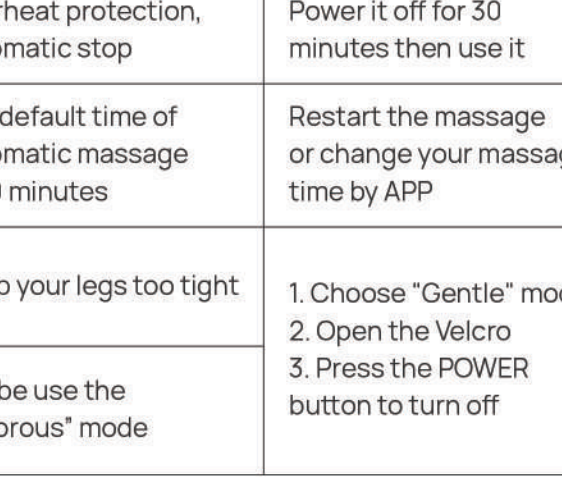 rheat protection,
omatic stop
Power it off for 30
minutes then use it
default time of
omatic massage
minutes
Restart the massage
or change your massag
time by APP
p your legs too tight
be use the
orous" mode
1. Choose "Gentle" mod
2. Open the Velcro
3. Press the POWER
button to turn off